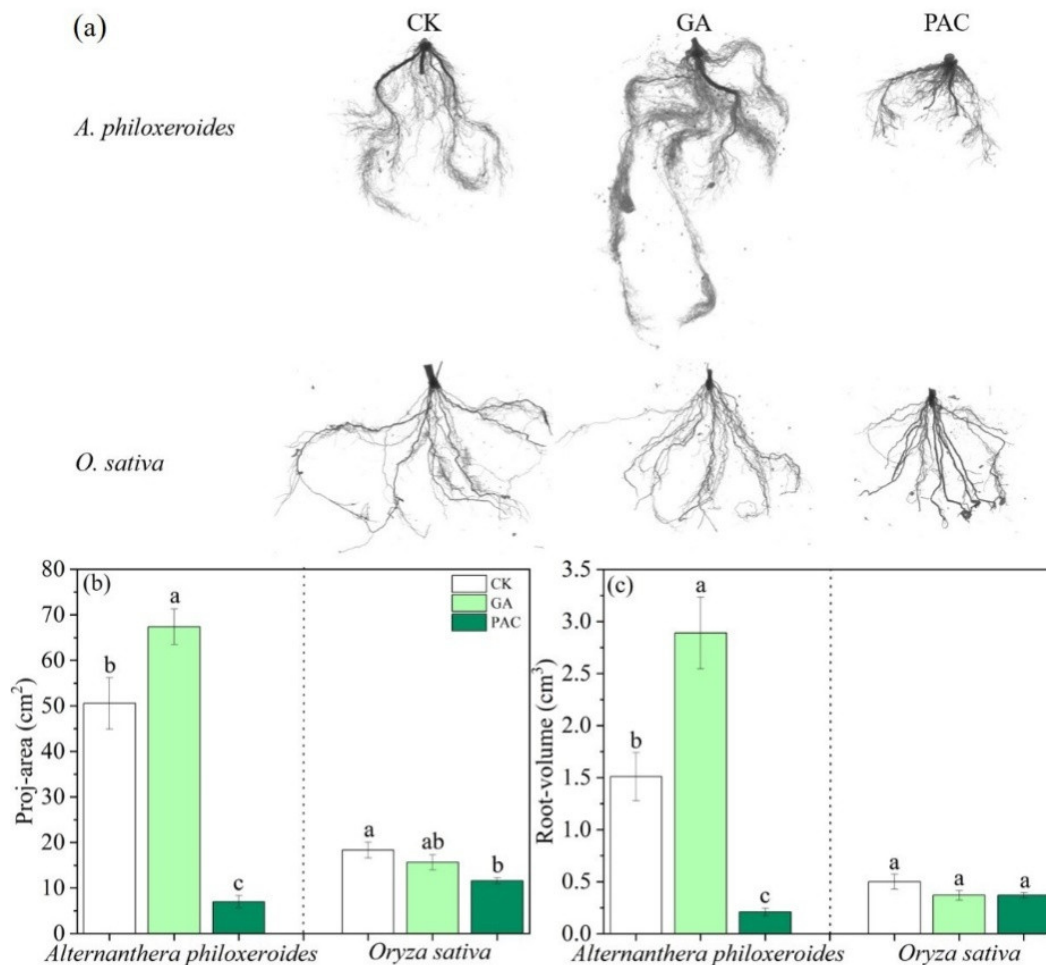 (a)
CK GA PAC
A. philoxeroides
O. sativa
(b)
80
70
60
50
40
30
20
10
0
Proj-area (cm²)
b
a
c
a
ab
b
CK
GA
PAC
Alternanthera philoxeroides Oryza sativa
(c)
3.5
3.0
2.5
2.0
1.5
1.0
0.5
0.0
Root-volume (cm³)
b
a
c
a
a
a
Alternanthera philoxeroides Oryza sativa